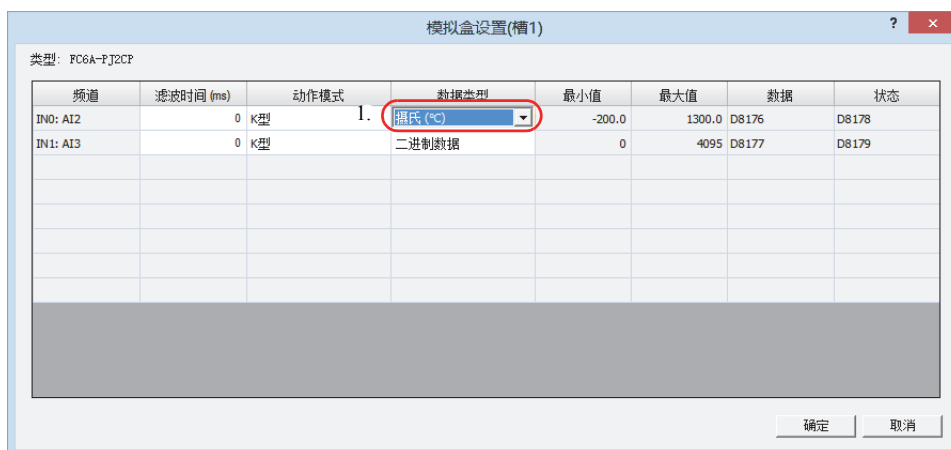 模拟盒设置(槽1)
? ×
类型: FC6A-PJ2CP
频道 滤波时间 (ms) 动作模式 数据类型 最小值 最大值 数据 状态
IN0: AI2 0 K型 1. 摄氏 (℃) -200.0 1300.0 D8176 D8178
IN1: AI3 0 K型 二进制数据 0 4095 D8177 D8179
确定 取消